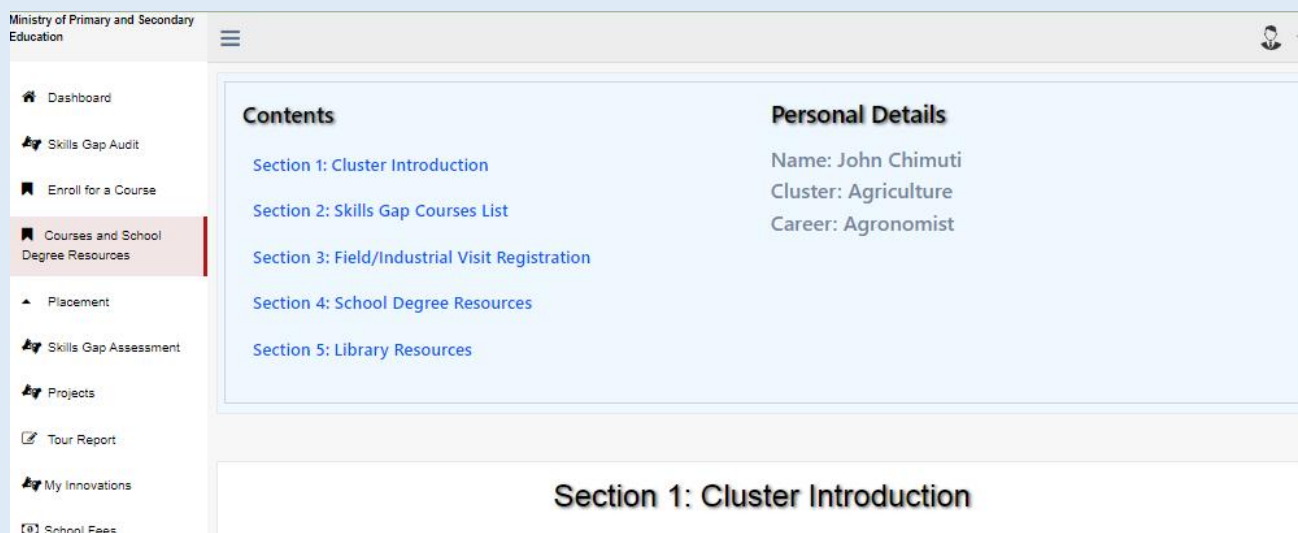 Ministry of Primary and Secondary
Education
Dashboard
Skills Gap Audit
Enroll for a Course
Courses and School
Degree Resources
Placement
Skills Gap Assessment
Projects
Tour Report
My Innovations
School Fees
Contents
Section 1: Cluster Introduction
Section 2: Skills Gap Courses List
Section 3: Field/Industrial Visit Registration
Section 4: School Degree Resources
Section 5: Library Resources
Personal Details
Name: John Chimuti
Cluster: Agriculture
Career: Agronomist
Section 1: Cluster Introduction